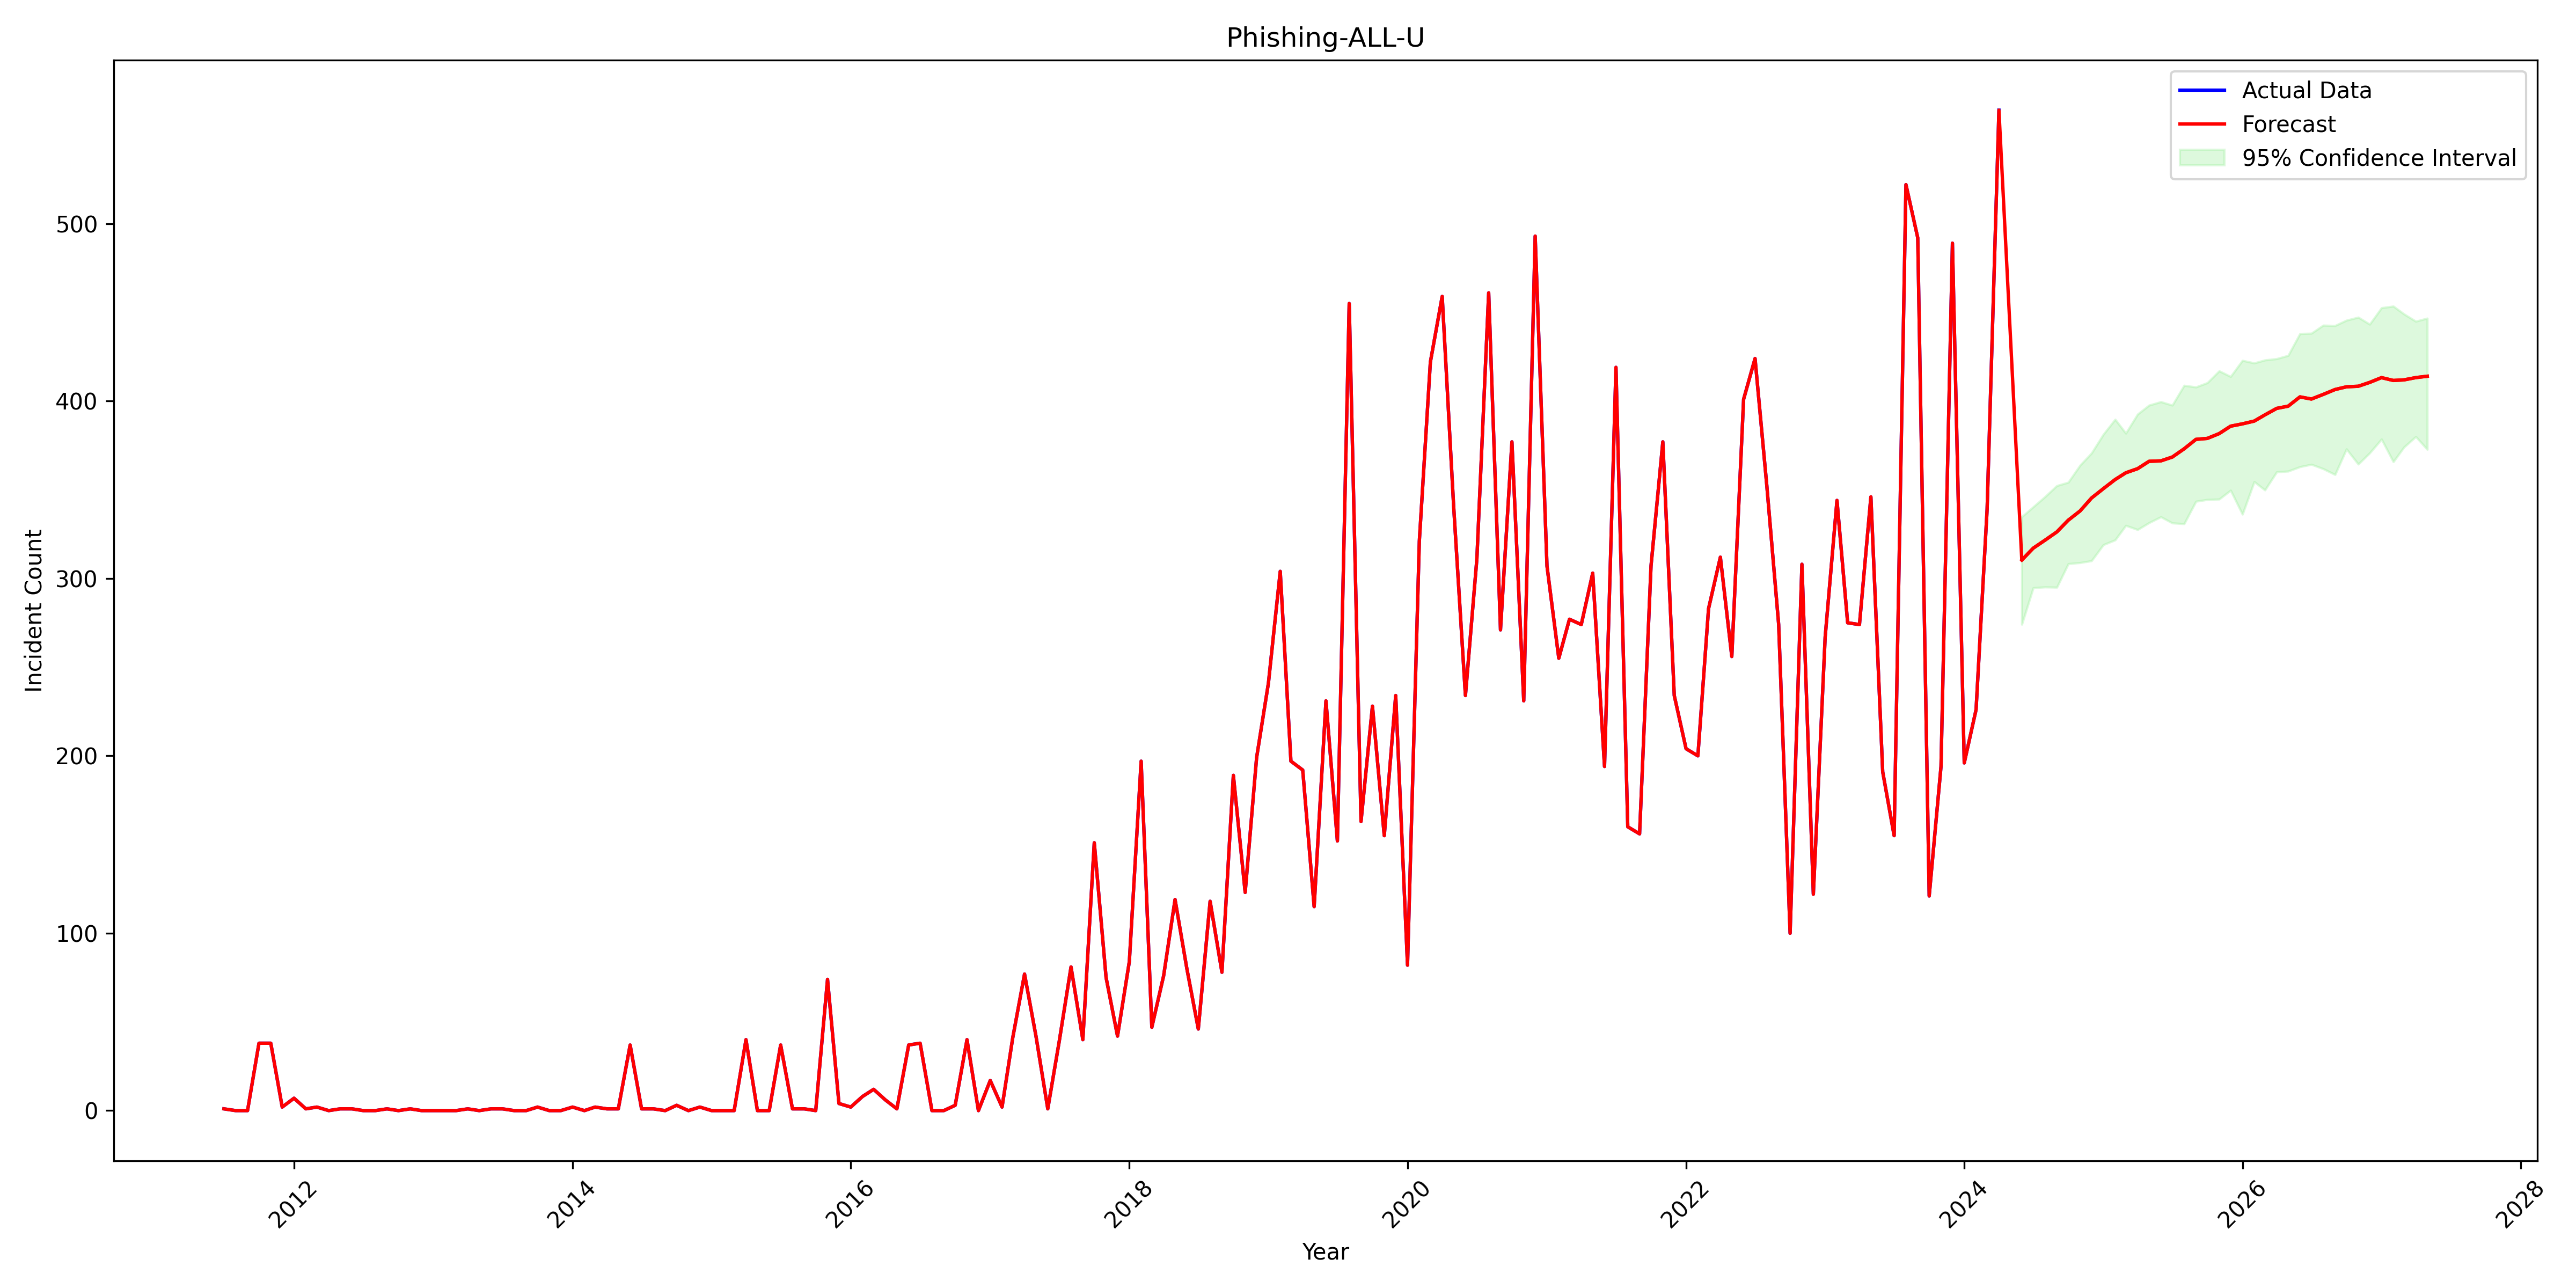 Phishing-ALL-U
Actual Data
Forecast
95% Confidence Interval
Incident Count
500
400
300
200
100
0
2012
2014
2016
2018
2020
2022
2024
2026
2028
Year